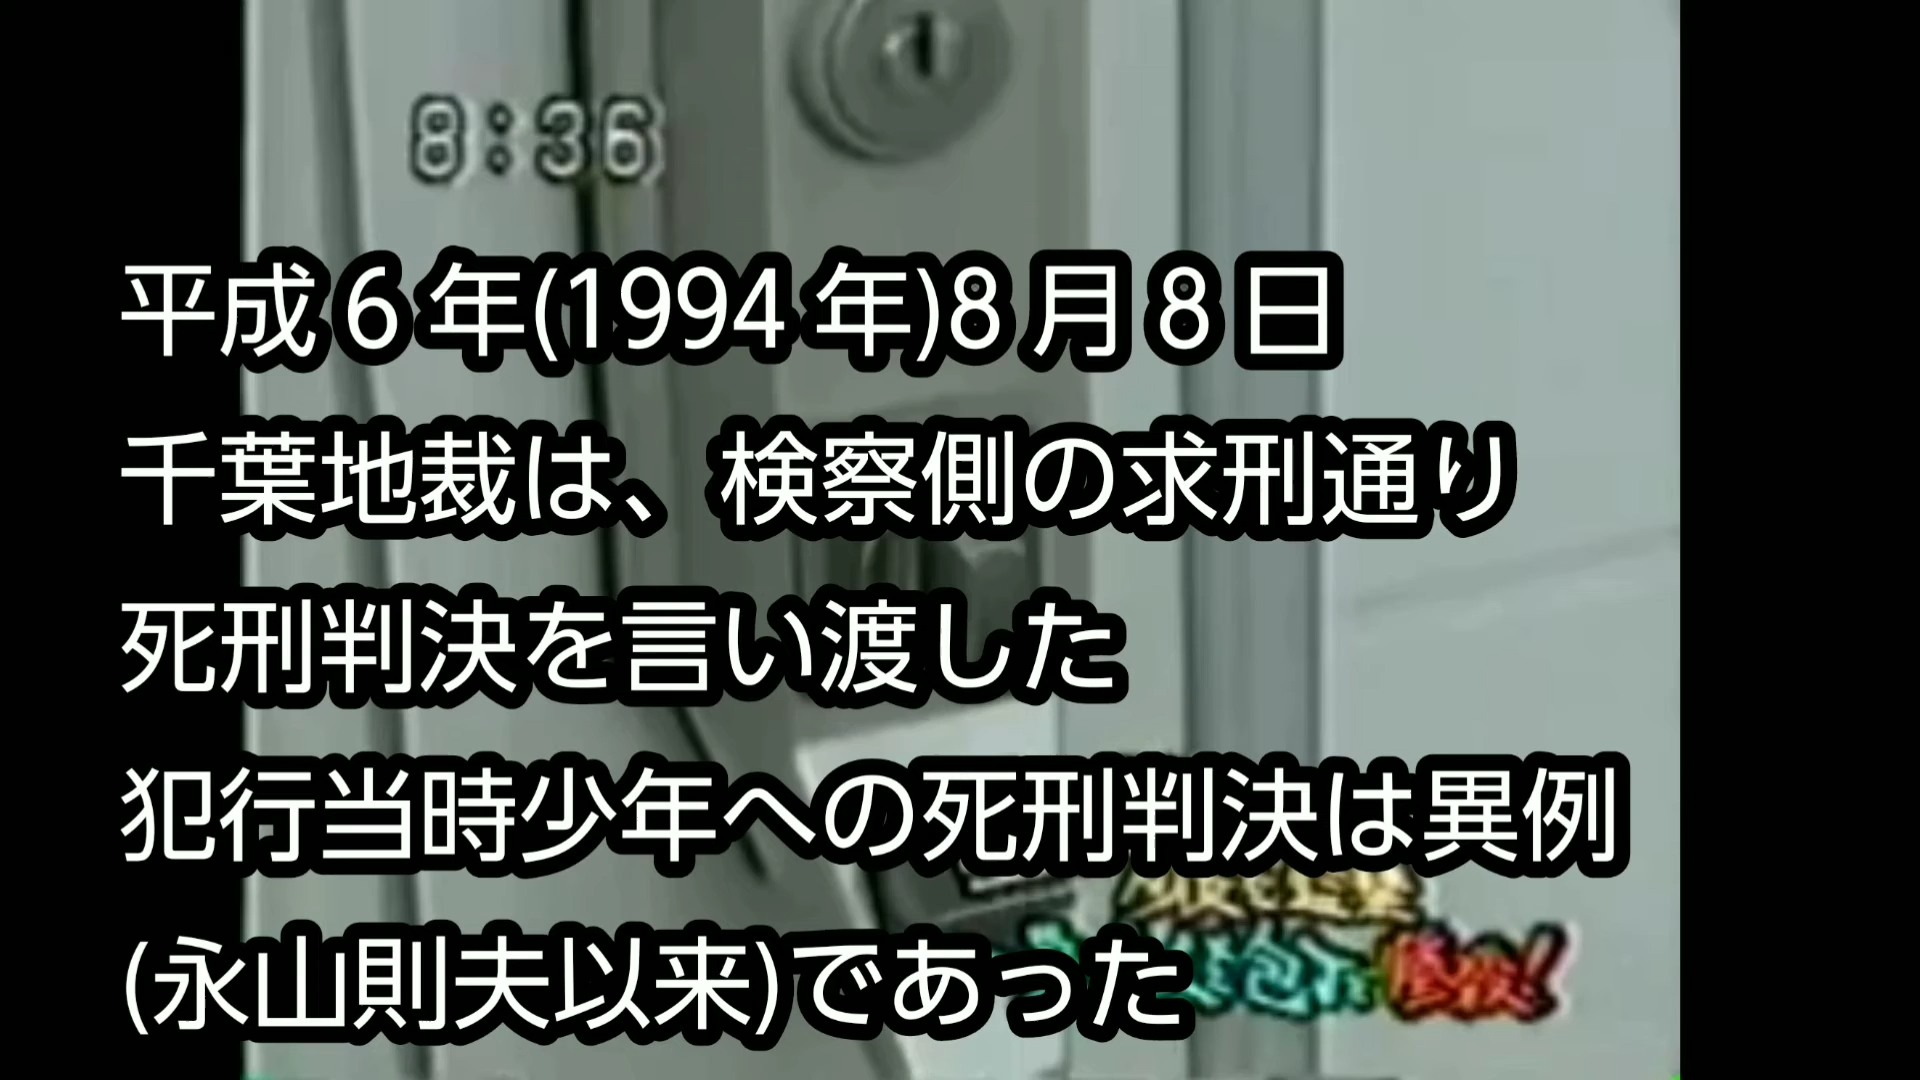 8:36
平成6年(1994年)8月8日
千葉地裁は、検察側の求刑通り
死刑判決を言い渡した
犯行当時少年への死刑判決は異例
(永山則夫以来)であった